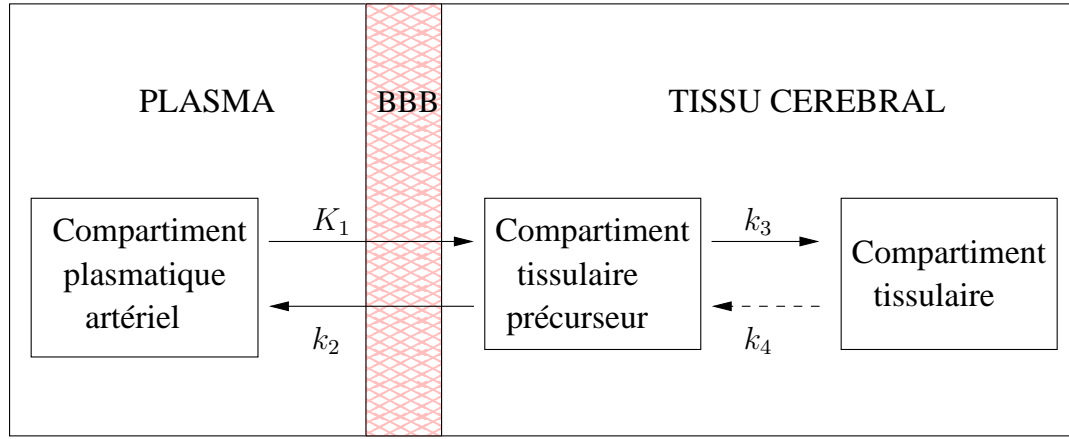 PLASMA
BBB
TISSU CEREBRAL
Compartiment
plasmatique
artériel
K1
k2
Compartiment
tissulaire
précurseur
k3
k4
Compartiment
tissulaire